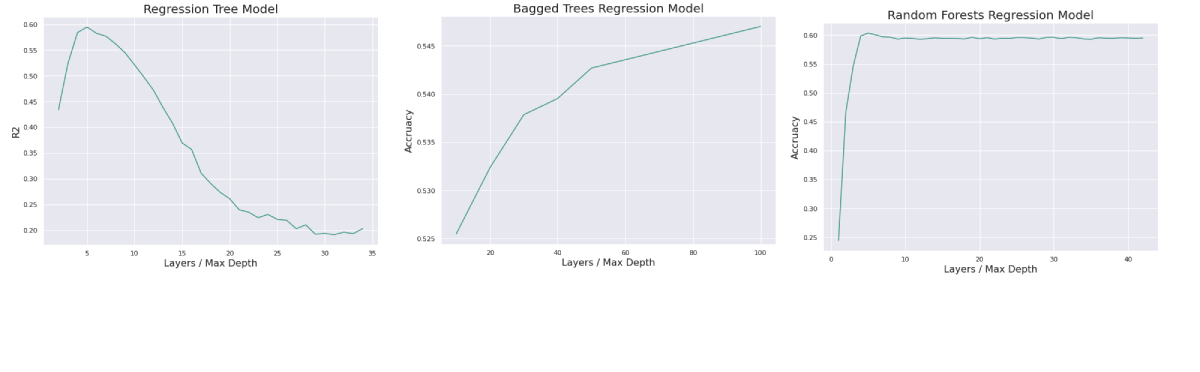 Regression Tree Model
0.60
0.55
0.50
0.45
0.40
0.35
0.30
0.25
0.20
R2
5 10 15 20 25 30 35
Layers / Max Depth
Bagged Trees Regression Model
0.545
0.540
0.535
0.530
0.525
Accruacy
20 40 60 80 100
Layers / Max Depth
Random Forests Regression Model
0.60
0.55
0.50
0.45
0.40
0.35
0.30
0.25
Accruacy
0 10 20 30 40
Layers / Max Depth